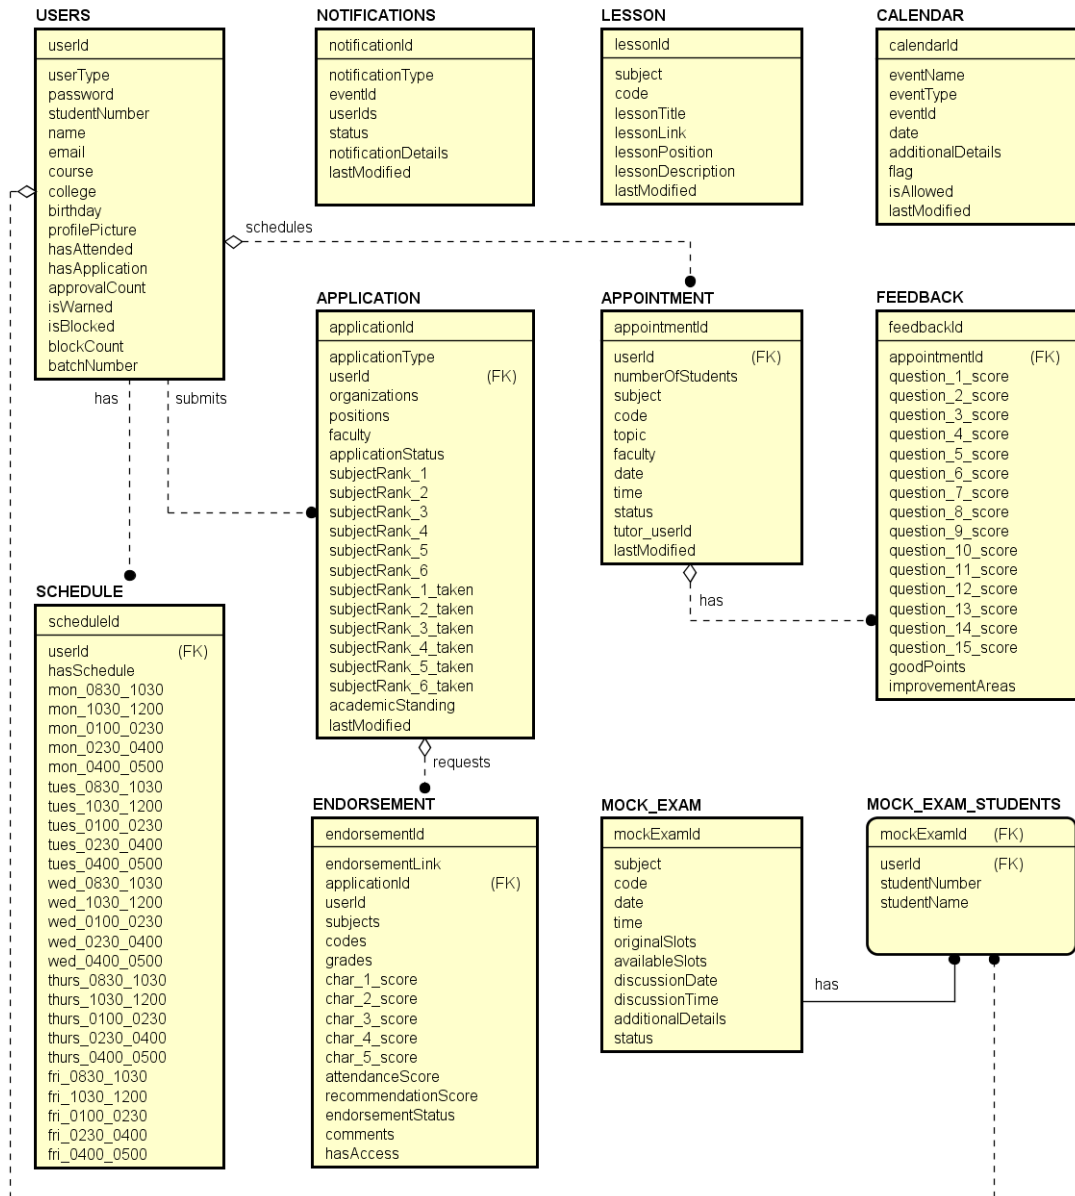 USERS
userId
userType
password
studentNumber
name
email
course
college
birthday
profilePicture
hasAttended
hasApplication
approvalCount
isWarned
isBlocked
blockCount
batchNumber
NOTIFICATIONS
notificationId
notificationType
eventId
userIds
status
notificationDetails
lastModified
LESSON
lessonId
subject
code
lessonTitle
lessonLink
lessonPosition
lessonDescription
lastModified
CALENDAR
calendarId
eventName
eventType
eventId
date
additionalDetails
flag
isAllowed
lastModified
schedules
has
submits
APPLICATION
applicationId
applicationType
userId (FK)
organizations
positions
faculty
applicationStatus
subjectRank_1
subjectRank_2
subjectRank_3
subjectRank_4
subjectRank_5
subjectRank_6
subjectRank_1_taken
subjectRank_2_taken
subjectRank_3_taken
subjectRank_4_taken
subjectRank_5_taken
subjectRank_6_taken
academicStanding
lastModified
APPOINTMENT
appointmentId
userId (FK)
numberOfStudents
subject
code
topic
faculty
date
time
status
tutor_userId
lastModified
has
FEEDBACK
feedbackId
appointmentId (FK)
question_1_score
question_2_score
question_3_score
question_4_score
question_5_score
question_6_score
question_7_score
question_8_score
question_9_score
question_10_score
question_11_score
question_12_score
question_13_score
question_14_score
question_15_score
goodPoints
improvementAreas
SCHEDULE
scheduleId
userId (FK)
hasSchedule
mon_0830_1030
mon_1030_1200
mon_0100_0230
mon_0230_0400
mon_0400_0500
tues_0830_1030
tues_1030_1200
tues_0100_0230
tues_0230_0400
tues_0400_0500
wed_0830_1030
wed_1030_1200
wed_0100_0230
wed_0230_0400
wed_0400_0500
thurs_0830_1030
thurs_1030_1200
thurs_0100_0230
thurs_0230_0400
thurs_0400_0500
fri_0830_1030
fri_1030_1200
fri_0100_0230
fri_0230_0400
fri_0400_0500
requests
ENDORSEMENT
endorsementId
endorsementLink
applicationId (FK)
userId
subjects
codes
grades
char_1_score
char_2_score
char_3_score
char_4_score
char_5_score
attendanceScore
recommendationScore
endorsementStatus
comments
hasAccess
MOCK_EXAM
mockExamId
subject
code
date
time
originalSlots
availableSlots
discussionDate
discussionTime
additionalDetails
status
has
MOCK_EXAM_STUDENTS
mockExamId (FK)
userId (FK)
studentNumber
studentName